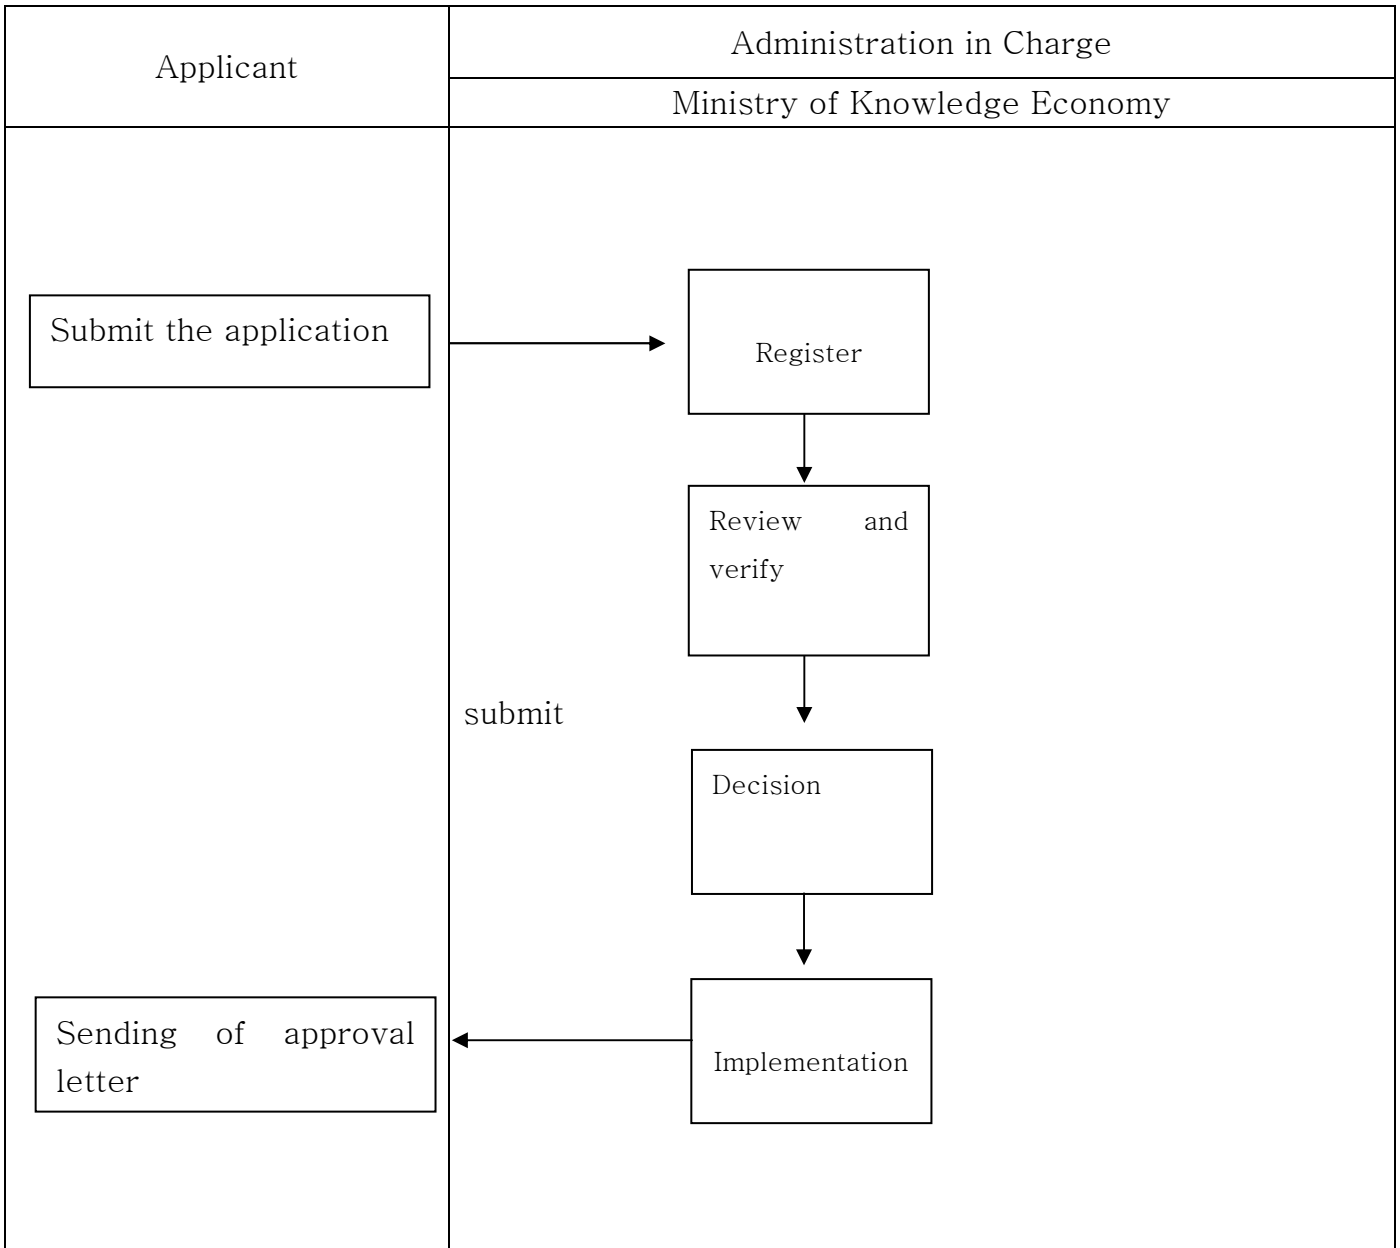 Applicant
Administration in Charge
Ministry of Knowledge Economy
Submit the application
Register
Review and
verify
submit
Decision
Sending of approval
letter
Implementation